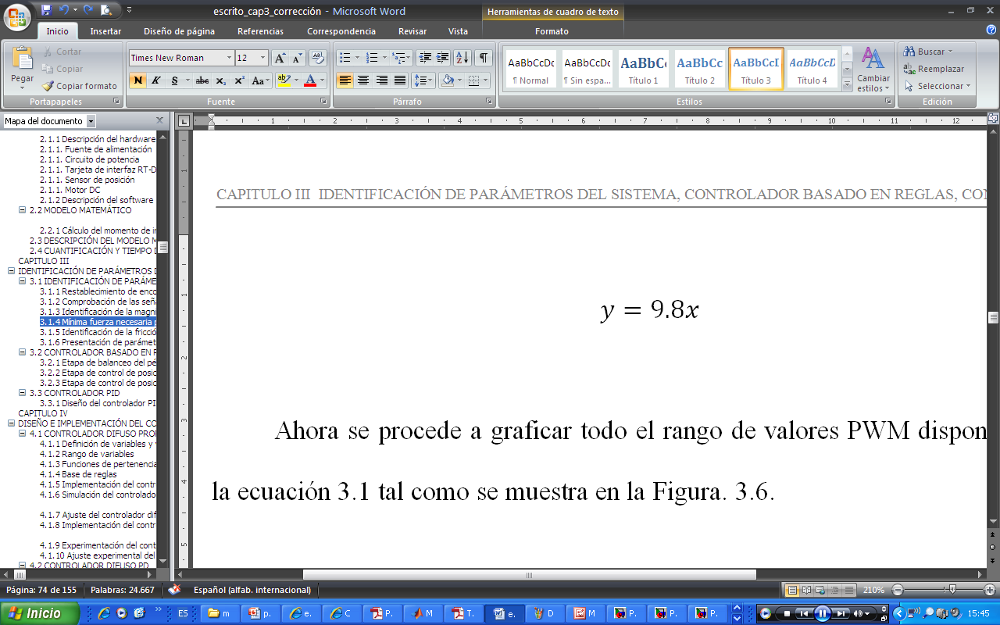 escrito_cap3_corrección - Microsoft Word
Herramientas de cuadro de texto
Inicio Insertar Diseño de página Referencias Correspondencia Revisar Vista Formato
Pegar
Cortar
Copiar
Copiar formato
Portapapeles
Times New Roman 12
N K S abc x₂ x² Aa
Fuente
Párrafo
AaBbCcDc AaBbCcDc AaBbC AaBbCc AaBbCcI AaBbCcD
¶ Normal ¶ Sin espa... Título 1 Título 2 Título 3 Título 4
Estilos
Cambiar estilos
Buscar
Reemplazar
Seleccionar
Edición
Mapa del documento
1 2 3 4 5 6 7 8 9 10 11 12
2.1.1 Descripción del hardware
2.1.1. Fuente de alimentación
2.1.1. Circuito de potencia
2.1.1. Tarjeta de interfaz RT-D
2.1.1. Sensor de posición
2.1.1. Motor DC
2.1.2 Descripción del software
2.2 MODELO MATEMÁTICO
2.2.1 Cálculo del momento de
2.3 DESCRIPCIÓN DEL MODELO
2.4 CUANTIFICACIÓN Y TIEMPO
CAPITULO III
IDENTIFICACIÓN DE PARÁMETROS
3.1 IDENTIFICACIÓN DE PARÁME
3.1.1 Restablecimiento de enco
3.1.2 Comprobación de las seña
3.1.3 Identificación de la magni
3.1.4 Mínima fuerza necesaria
3.1.5 Identificación de la fricció
3.1.6 Presentación de parámet
3.2 CONTROLADOR BASADO EN
3.2.1 Etapa de balanceo del pé
3.2.2 Etapa de control de posic
3.2.3 Etapa de control de posic
3.3 CONTROLADOR PID
3.3.1 Diseño del controlador PI
CAPITULO IV
DISEÑO E IMPLEMENTACIÓN DEL CO
4.1 CONTROLADOR DIFUSO PRO
4.1.1 Definición de variables y
4.1.2 Rango de variables
4.1.3 Funciones de pertenencia
4.1.4 Base de reglas
4.1.5 Implementación del contr
4.1.6 Simulación del controlado
4.1.7 Ajuste del controlador dif
4.1.8 Implementación del contr
4.1.9 Experimentación del cont
4.1.10 Ajuste experimental del
4.2 CONTROLADOR DIFUSO PD
CAPITULO III IDENTIFICACIÓN DE PARÁMETROS DEL SISTEMA, CONTROLADOR BASADO EN REGLAS, CON
y = 9.8x
Ahora se procede a graficar todo el rango de valores PWM dispon
la ecuación 3.1 tal como se muestra en la Figura. 3.6.
Página: 74 de 155 Palabras: 24.667 Español (alfab. internacional) 210%
Inicio ES m p. e. C P. M T. e. D M P. P. P. 15:45